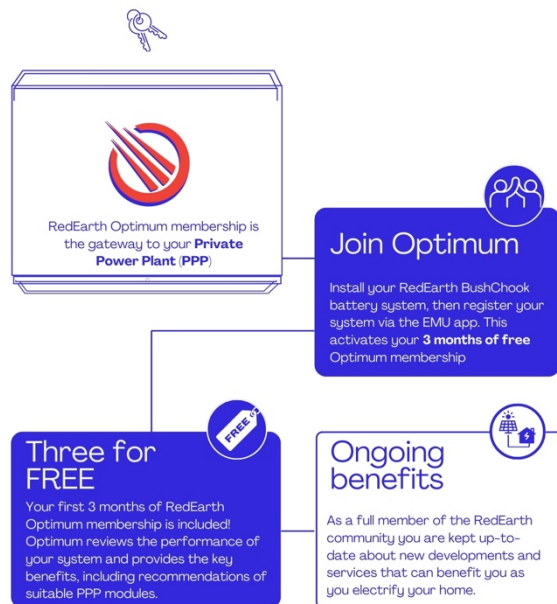 RedEarth Optimum membership is
the gateway to your Private
Power Plant (PPP)
Join Optimum
Install your RedEarth BushChook
battery system, then register your
system via the EMU app. This
activates your 3 months of free
Optimum membership
FREE
Three for
FREE
Your first 3 months of RedEarth
Optimum membership is included!
Optimum reviews the performance of
your system and provides the key
benefits, including recommendations of
suitable PPP modules.
Ongoing
benefits
As a full member of the RedEarth
community you are kept up-to-
date about new developments and
services that can benefit you as
you electrify your home.